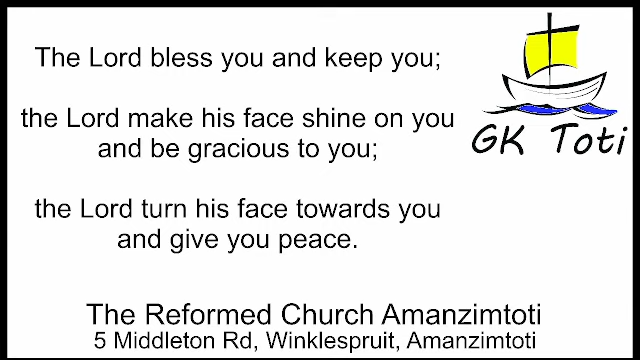 The Lord bless you and keep you;
the Lord make his face shine on you
and be gracious to you;
the Lord turn his face towards you
and give you peace.
GK Toti
The Reformed Church Amanzimtoti
5 Middleton Rd, Winklespruit, Amanzimtoti